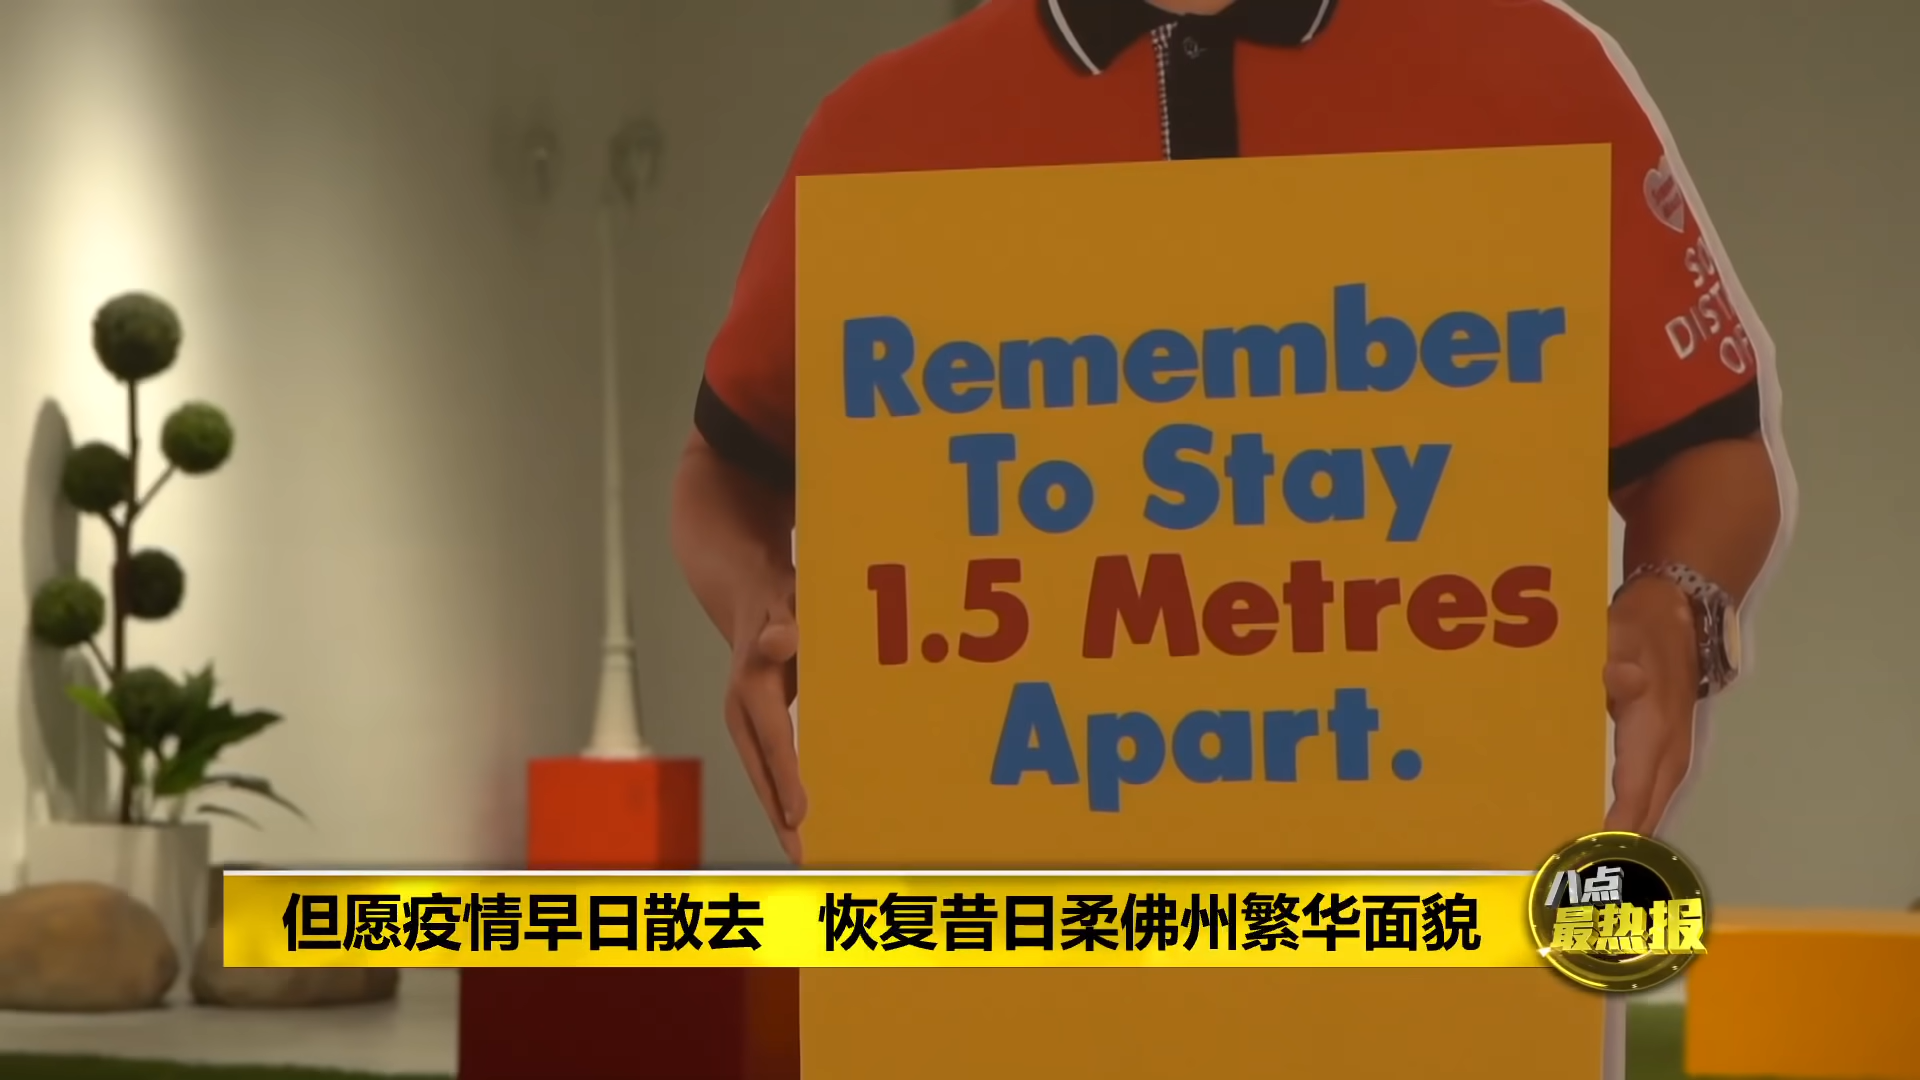 Remember
To Stay
1.5 Metres
Apart.
但愿疫情早日散去 恢复昔日柔佛州繁华面貌
八点
最热报